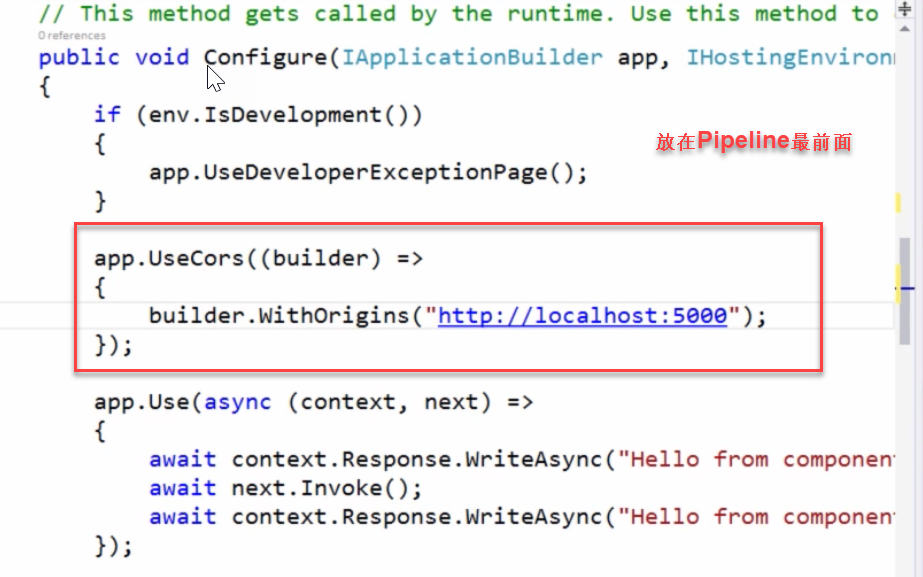 // This method gets called by the runtime. Use this method to
0 references
public void Configure(IApplicationBuilder app, IHostingEnviron
{
if (env.IsDevelopment())
{
放在Pipeline最前面
app.UseDeveloperExceptionPage();
}
app.UseCors((builder) =>
{
builder.WithOrigins("http://localhost:5000");
});
app.Use(async (context, next) =>
{
await context.Response.WriteAsync("Hello from component
await next.Invoke();
await context.Response.WriteAsync("Hello from component
});